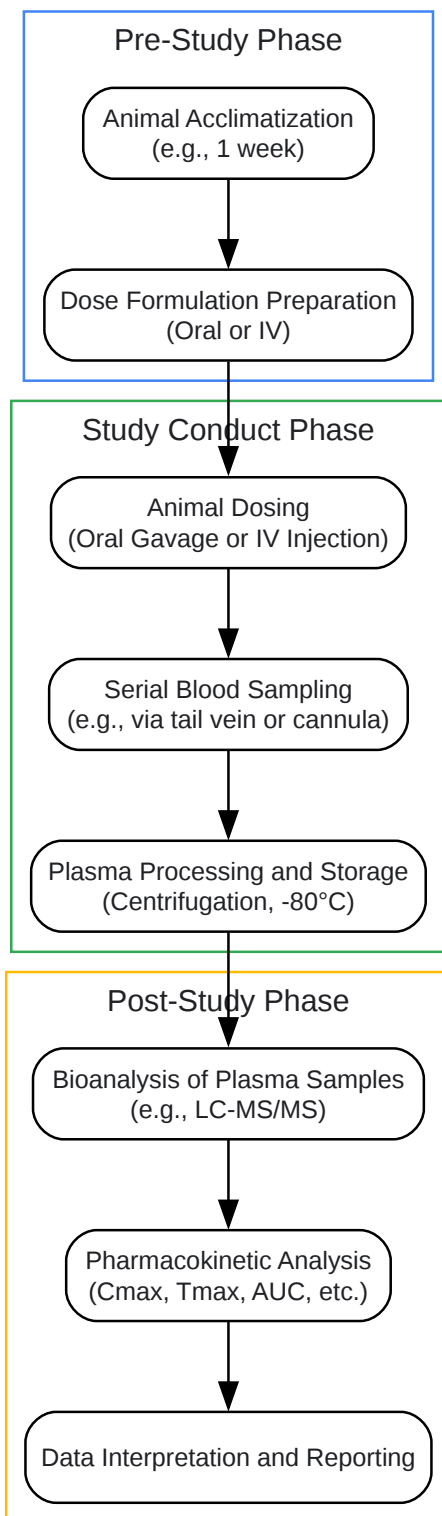 Pre-Study Phase
Animal Acclimatization
(e.g., 1 week)
Dose Formulation Preparation
(Oral or IV)
Study Conduct Phase
Animal Dosing
(Oral Gavage or IV Injection)
Serial Blood Sampling
(e.g., via tail vein or cannula)
Plasma Processing and Storage
(Centrifugation, -80°C)
Post-Study Phase
Bioanalysis of Plasma Samples
(e.g., LC-MS/MS)
Pharmacokinetic Analysis
(Cmax, Tmax, AUC, etc.)
Data Interpretation and Reporting